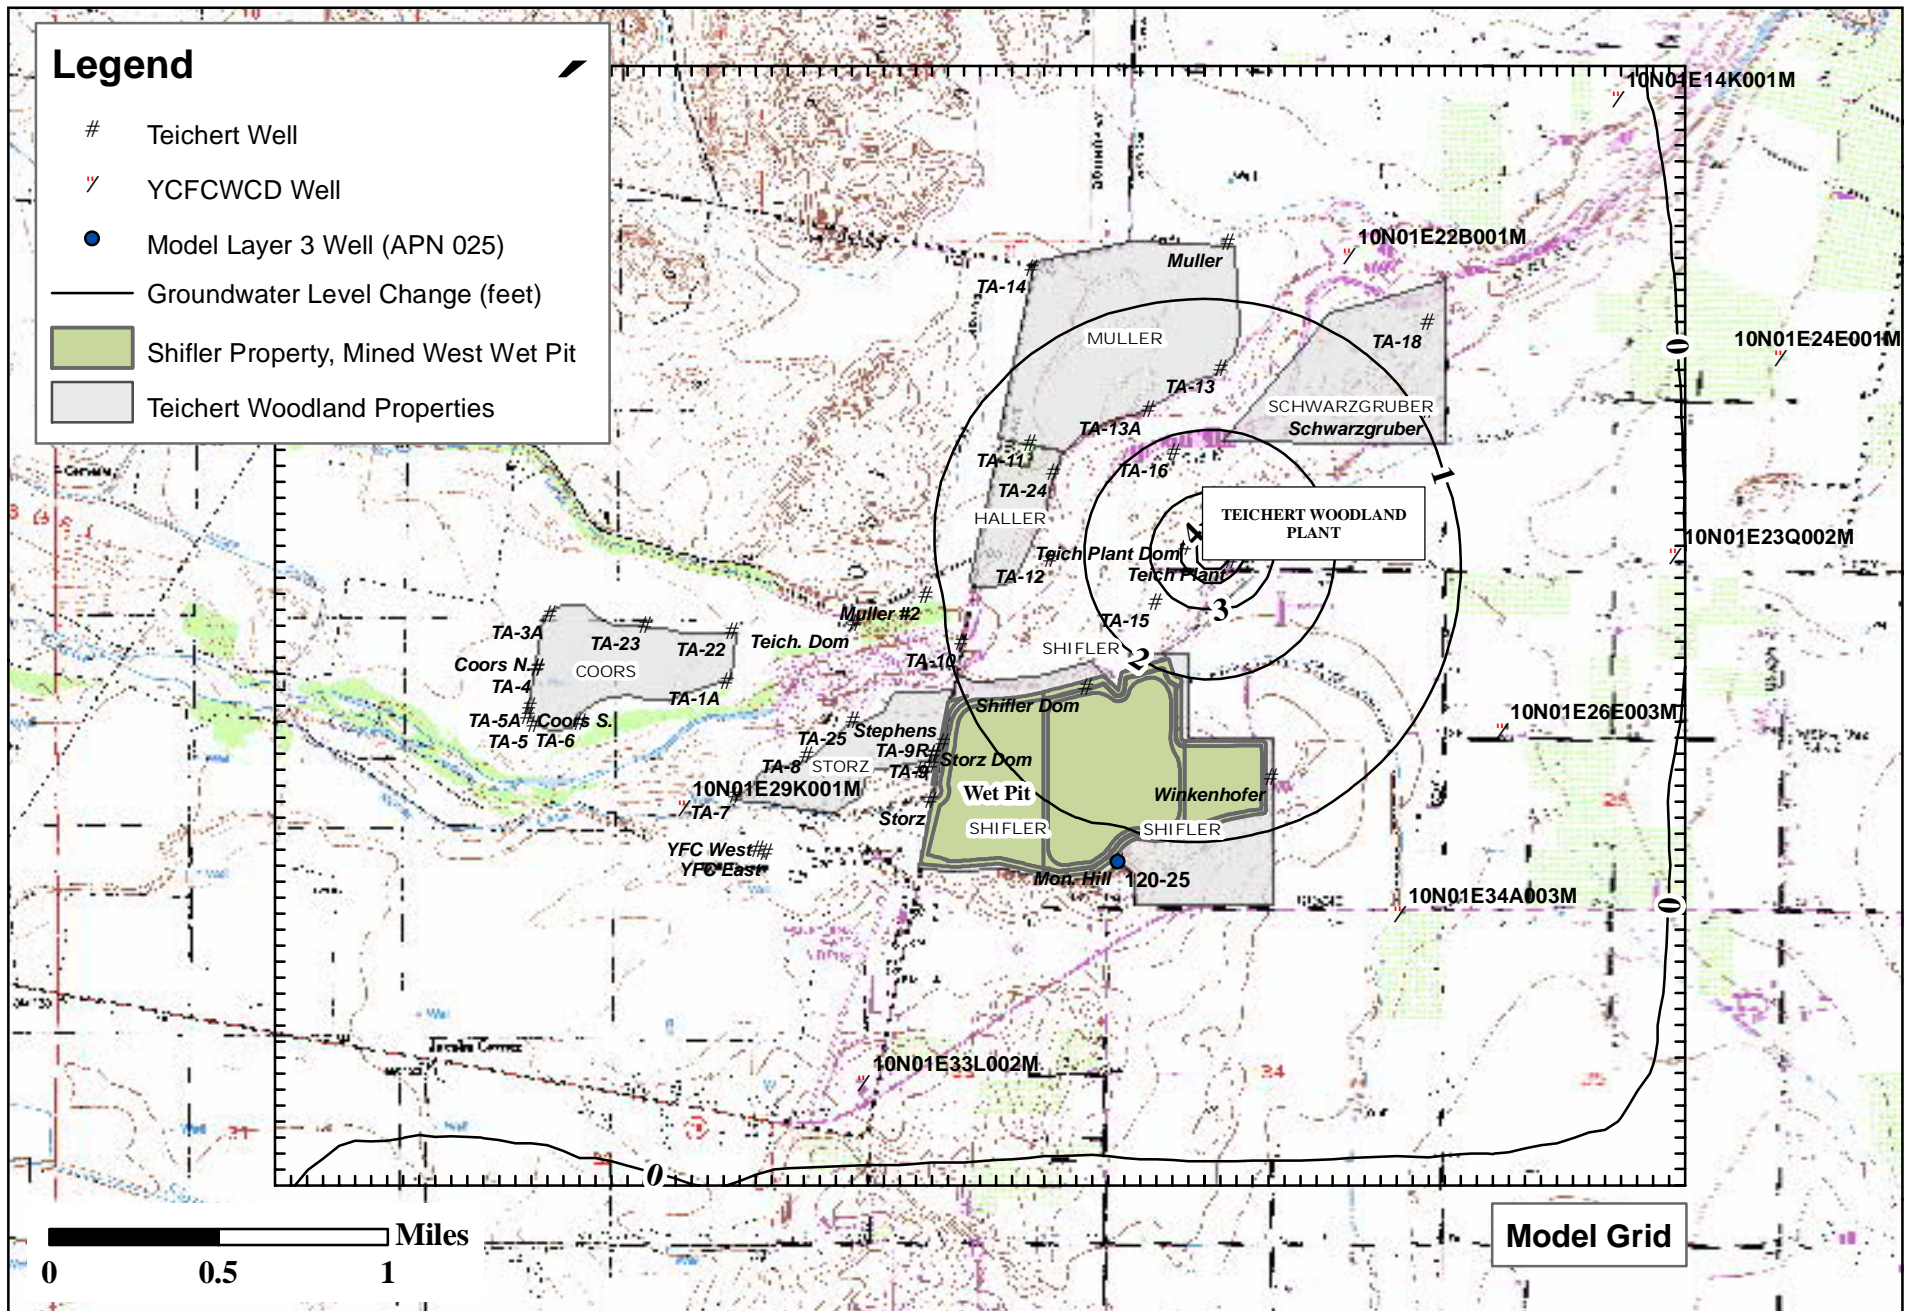 Legend
Teichert Well
YCFCWCD Well
Model Layer 3 Well (APN 025)
Groundwater Level Change (feet)
Shifler Property, Mined West Wet Pit
Teichert Woodland Properties
10N01E14K001M
10N01E22B001M
Muller
TA-14
MULLER
TA-18
0
10N01E24E001M
TA-13
SCHWARZGRUBER
Schwarzgruber
TA-13A
TA-11
TA-16
1
TA-24
HALLER
4
TEICHERT WOODLAND
PLANT
10N01E23Q002M
Teich Plant Dom
TA-12
Teich Plant
3
TA-15
Muller #2
TA-3A
TA-23
TA-22
Teich. Dom
SHIFLER
2
TA-10
Coors N.
TA-4
COORS
TA-1A
Shifler Dom
TA-5A
Coors S.
TA-5
TA-6
TA-25
Stephens
TA-9R
Storz Dom
TA-8
STORZ
TA-9
10N01E26E003M
10N01E29K001M
TA-7
Wet Pit
Winkenhofer
Storz
SHIFLER
SHIFLER
YFC West
YFC East
Mon. Hill
120-25
10N01E34A003M
0
10N01E33L002M
34
0
Miles
0
0.5
1
Model Grid